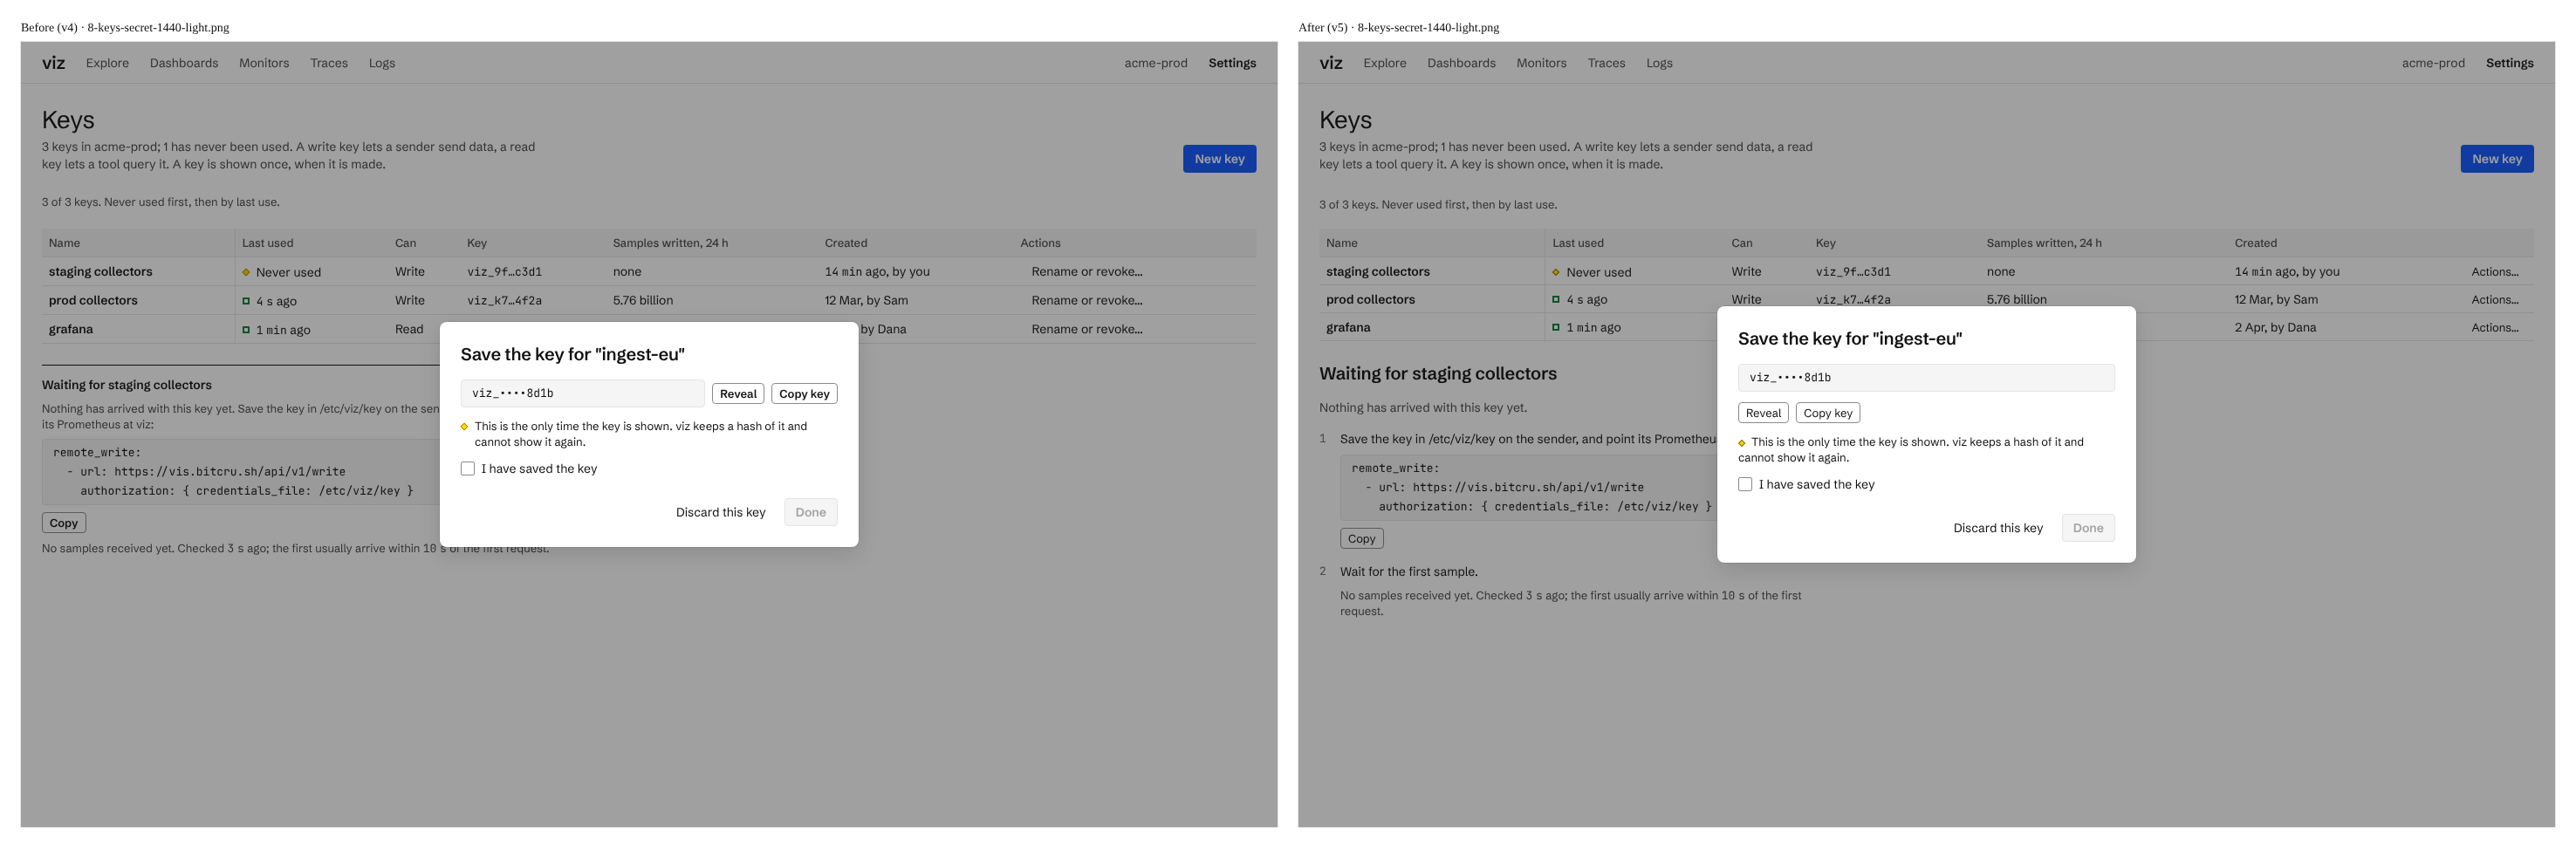 Before (v4) · 8-keys-secret-1440-light.png
viz Explore Dashboards Monitors Traces Logs acme-prod Settings
Keys
3 keys in acme-prod; 1 has never been used. A write key lets a sender send data, a read
key lets a tool query it. A key is shown once, when it is made.
New key
3 of 3 keys. Never used first, then by last use.
Name Last used Can Key Samples written, 24 h Created Actions
staging collectors Never used Write viz_9f…c3d1 none 14 min ago, by you Rename or revoke…
prod collectors 4 s ago Write viz_k7…4f2a 5.76 billion 12 Mar, by Sam Rename or revoke…
grafana 1 min ago Read by Dana Rename or revoke…
Waiting for staging collectors
Nothing has arrived with this key yet. Save the key in /etc/viz/key on the sen
its Prometheus at viz:
remote_write:
- url: https://vis.bitcru.sh/api/v1/write
authorization: { credentials_file: /etc/viz/key }
Copy
No samples received yet. Checked 3 s ago; the first usually arrive within 10 s of the first request.
Save the key for "ingest-eu"
viz_····8d1b Reveal Copy key
This is the only time the key is shown. viz keeps a hash of it and
cannot show it again.
I have saved the key
Discard this key Done
After (v5) · 8-keys-secret-1440-light.png
viz Explore Dashboards Monitors Traces Logs acme-prod Settings
Keys
3 keys in acme-prod; 1 has never been used. A write key lets a sender send data, a read
key lets a tool query it. A key is shown once, when it is made.
New key
3 of 3 keys. Never used first, then by last use.
Name Last used Can Key Samples written, 24 h Created
staging collectors Never used Write viz_9f…c3d1 none 14 min ago, by you Actions…
prod collectors 4 s ago Write viz_k7…4f2a 5.76 billion 12 Mar, by Sam Actions…
grafana 1 min ago 2 Apr, by Dana Actions…
Waiting for staging collectors
Nothing has arrived with this key yet.
1 Save the key in /etc/viz/key on the sender, and point its Prometheu
remote_write:
- url: https://vis.bitcru.sh/api/v1/write
authorization: { credentials_file: /etc/viz/key }
Copy
2 Wait for the first sample.
No samples received yet. Checked 3 s ago; the first usually arrive within 10 s of the first
request.
Save the key for "ingest-eu"
viz_····8d1b
Reveal Copy key
This is the only time the key is shown. viz keeps a hash of it and
cannot show it again.
I have saved the key
Discard this key Done